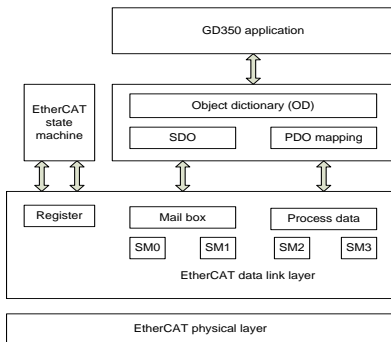 GD350 application
EtherCAT
state
machine
Object dictionary (OD)
SDO
PDO mapping
Register
Mail box
Process data
SM0
SM1
SM2
SM3
EtherCAT data link layer
EtherCAT physical layer